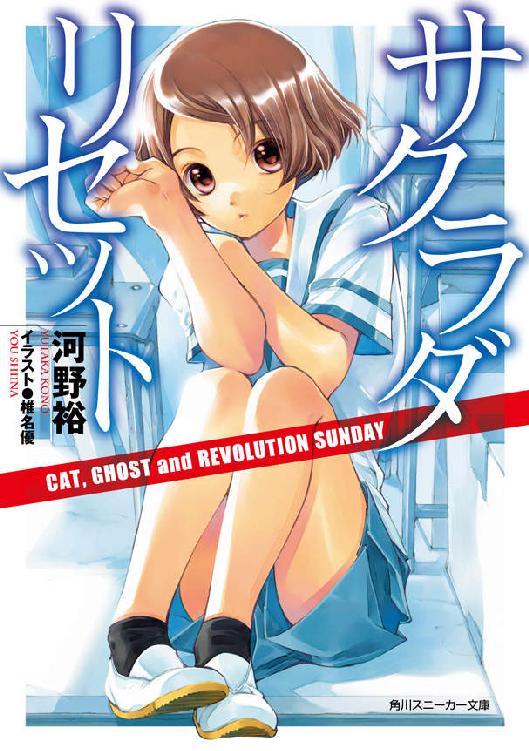 サクラダ
リセット
河野裕
YUTAKA KONO
イラスト●椎名優
YOU SHIINA
CAT, GHOST and REVOLUTION SUNDAY
角川スニーカー文庫